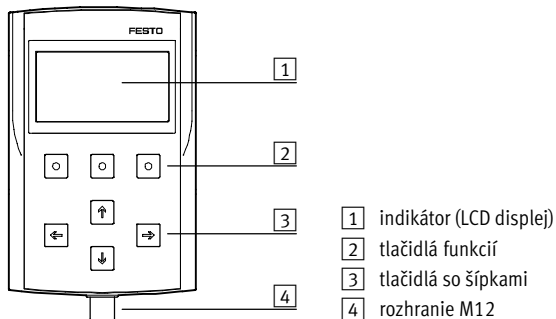 FESTO
1
2
3
4
1 indikátor (LCD displej)
2 tlačidlá funkcií
3 tlačidlá so šípkami
4 rozhranie M12